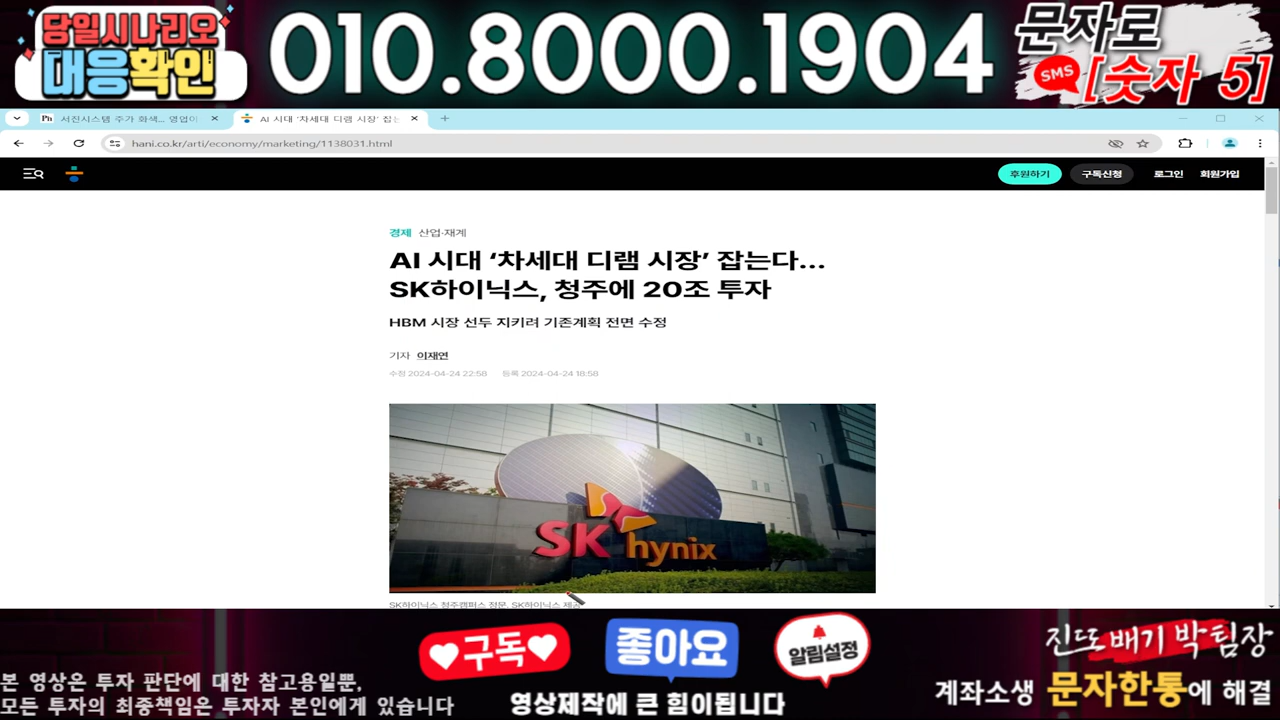 당일시나리오
대응확인
010.8000.1904
문자로
SMS
[숫자 5]
서진시스템 주가 화색... 영업이
AI 시대 '차세대 디램 시장' 잡는
hani.co.kr/arti/economy/marketing/1138031.html
후원하기
구독신청
로그인
회원가입
경제 산업·재계
AI 시대 ‘차세대 디램 시장’ 잡는다…
SK하이닉스, 청주에 20조 투자
HBM 시장 선두 지키려 기존계획 전면 수정
기자 이재연
수정 2024-04-24 22:58 등록 2024-04-24 18:58
SK hynix
SK하이닉스 청주캠퍼스 정문. SK하이닉스 제공
구독
좋아요
알림설정
진또배기 박팀장
본 영상은 투자 판단에 대한 참고용일뿐,
모든 투자의 최종책임은 투자자 본인에게 있습니다
영상제작에 큰 힘이됩니다
계좌소생 문자한통에 해결